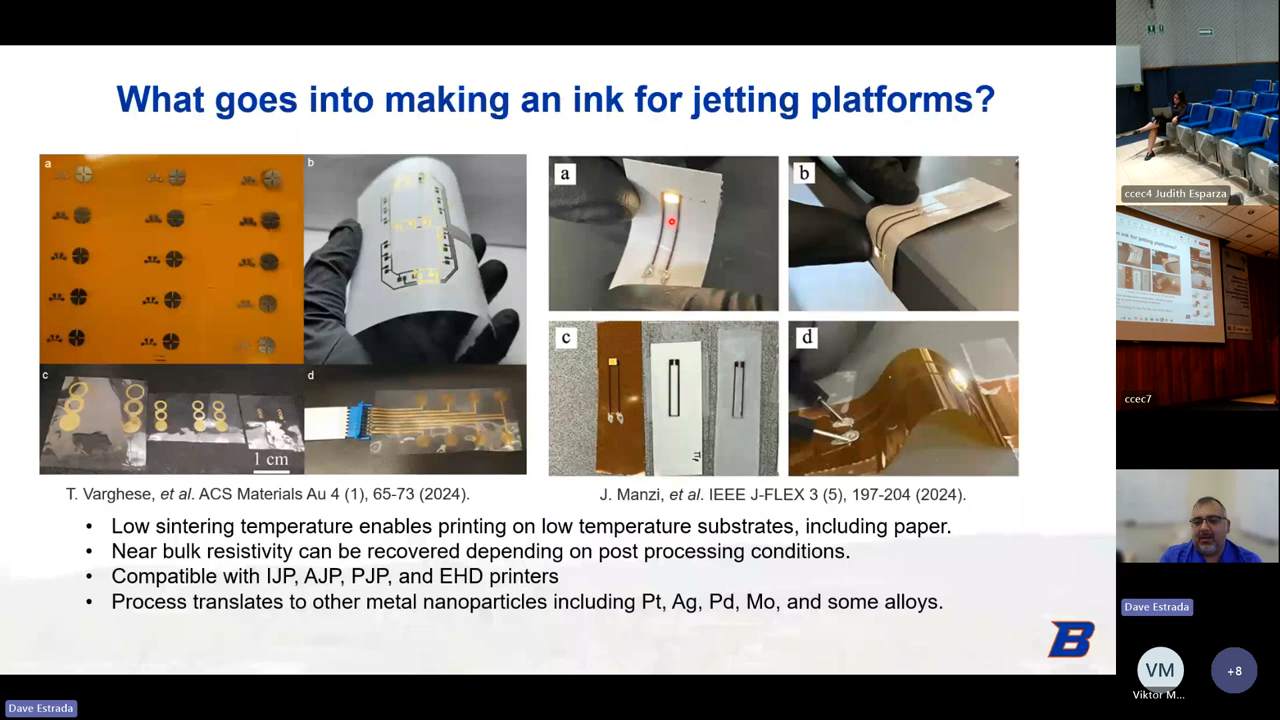 What goes into making an ink for jetting platforms?
a
b
c
d
1 cm
a
b
c
d
T. Varghese, et al. ACS Materials Au 4 (1), 65-73 (2024).
J. Manzi, et al. IEEE J-FLEX 3 (5), 197-204 (2024).
• Low sintering temperature enables printing on low temperature substrates, including paper.
• Near bulk resistivity can be recovered depending on post processing conditions.
• Compatible with IJP, AJP, PJP, and EHD printers
• Process translates to other metal nanoparticles including Pt, Ag, Pd, Mo, and some alloys.
B
Dave Estrada
ccec4 Judith Esparza
ccec7
Dave Estrada
VM
Viktor M...
+8